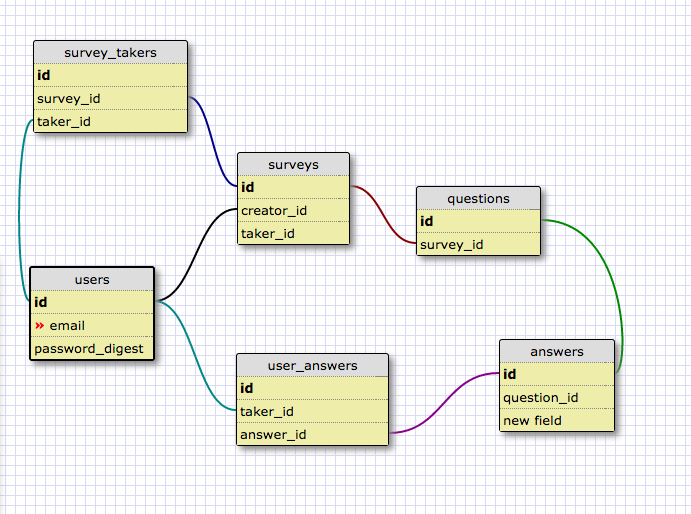 survey_takers
id
survey_id
taker_id
surveys
id
creator_id
taker_id
questions
id
survey_id
users
id
» email
password_digest
user_answers
id
taker_id
answer_id
answers
id
question_id
new field